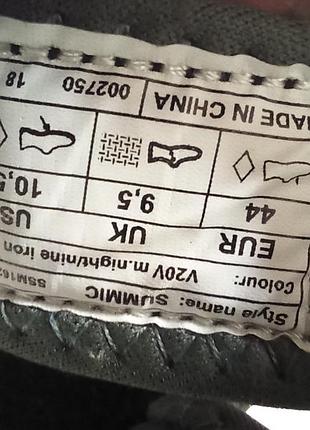 Style name: SUMMIC
Colour: V20V m.night/nine iron
EUR UK US
44 9,5 10,5
MADE IN CHINA 002750 18